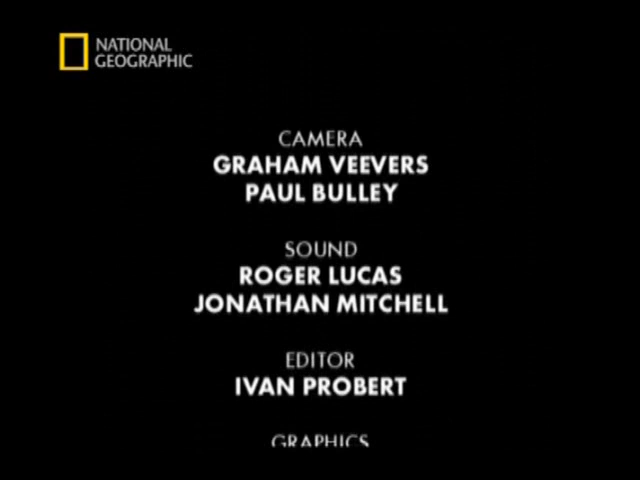 NATIONAL
GEOGRAPHIC
CAMERA
GRAHAM VEEVERS
PAUL BULLEY
SOUND
ROGER LUCAS
JONATHAN MITCHELL
EDITOR
IVAN PROBERT
GRAPHICS